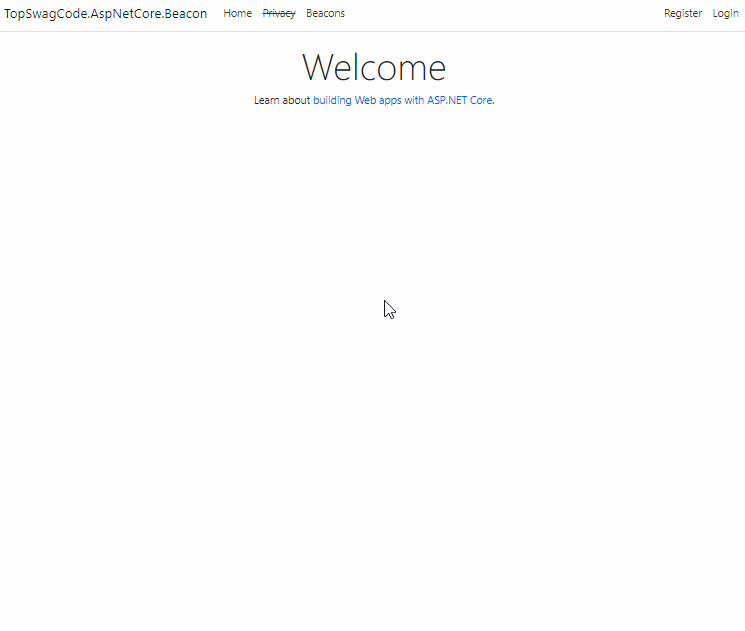 TopSwagCode.AspNetCore.Beacon Home Privacy Beacons Register Login
Welcome
Learn about building Web apps with ASP.NET Core.